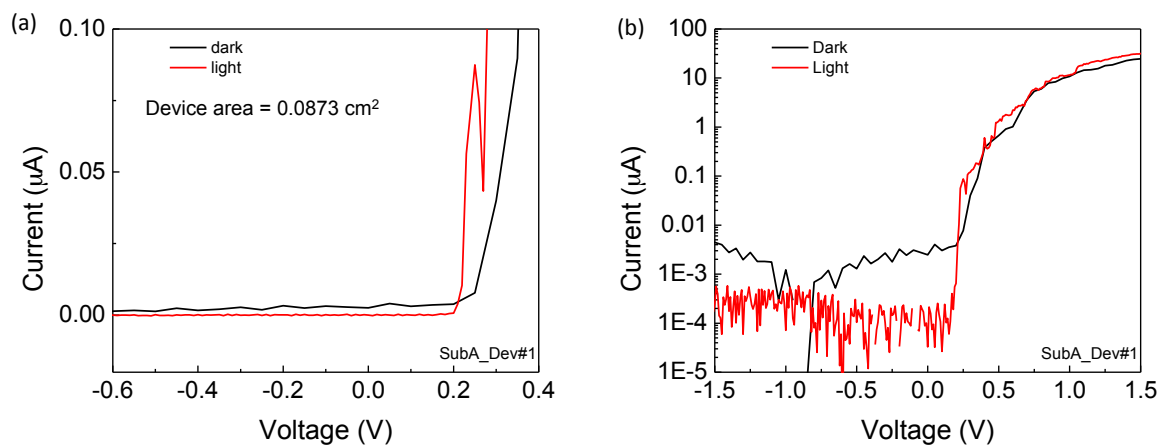 (a)
0.10
0.05
0.00
Current (μA)
dark
light
Device area = 0.0873 cm²
SubA_Dev#1
-0.6 -0.4 -0.2 0.0 0.2 0.4
Voltage (V)
(b)
100
10
1
0.1
0.01
1E-3
1E-4
1E-5
Current (μA)
Dark
Light
SubA_Dev#1
-1.5 -1.0 -0.5 0.0 0.5 1.0 1.5
Voltage (V)